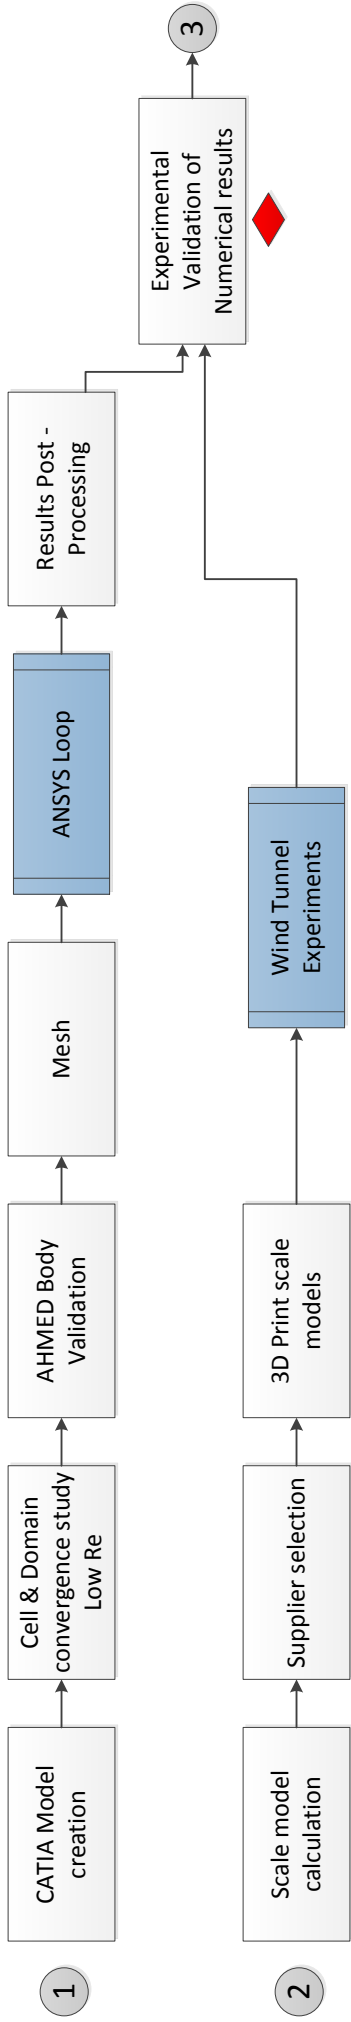 1
CATIA Model
creation
Cell & Domain
convergence study
Low Re
AHMED Body
Validation
Mesh
ANSYS Loop
Results Post -
Processing
2
Scale model
calculation
Supplier selection
3D Print scale
models
Wind Tunnel
Experiments
Experimental
Validation of
Numerical results
3